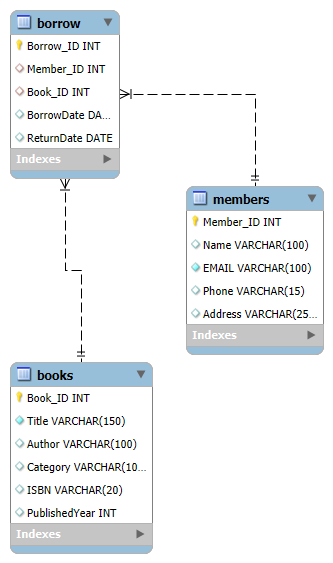 borrow
Borrow_ID INT
Member_ID INT
Book_ID INT
BorrowDate DA...
ReturnDate DATE
Indexes
members
Member_ID INT
Name VARCHAR(100)
EMAIL VARCHAR(100)
Phone VARCHAR(15)
Address VARCHAR(25...
Indexes
books
Book_ID INT
Title VARCHAR(150)
Author VARCHAR(100)
Category VARCHAR(10...
ISBN VARCHAR(20)
PublishedYear INT
Indexes